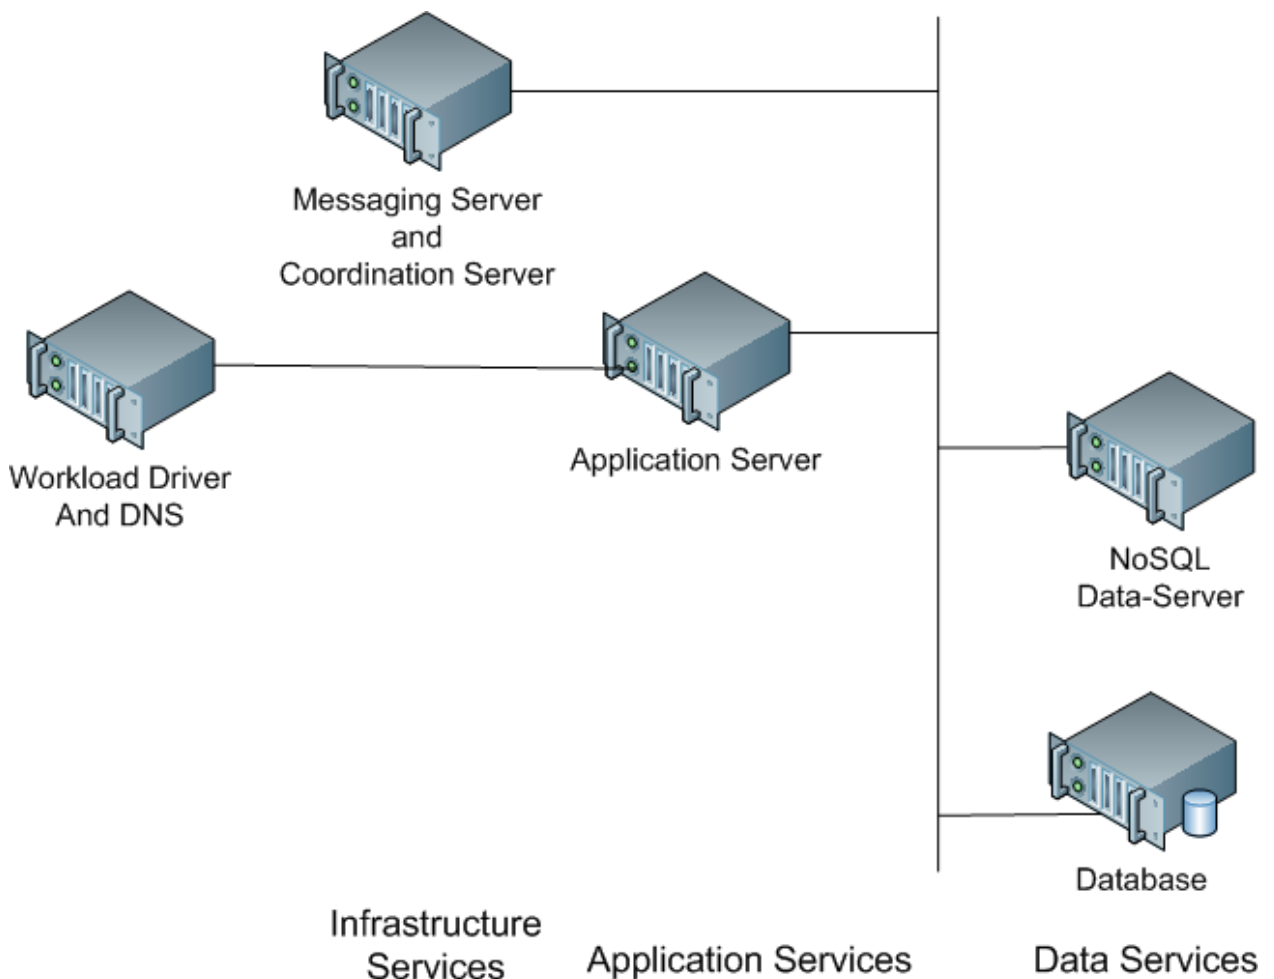 Messaging Server
and
Coordination Server
Workload Driver
And DNS
Application Server
NoSQL
Data-Server
Database
Infrastructure
Services
Application Services
Data Services